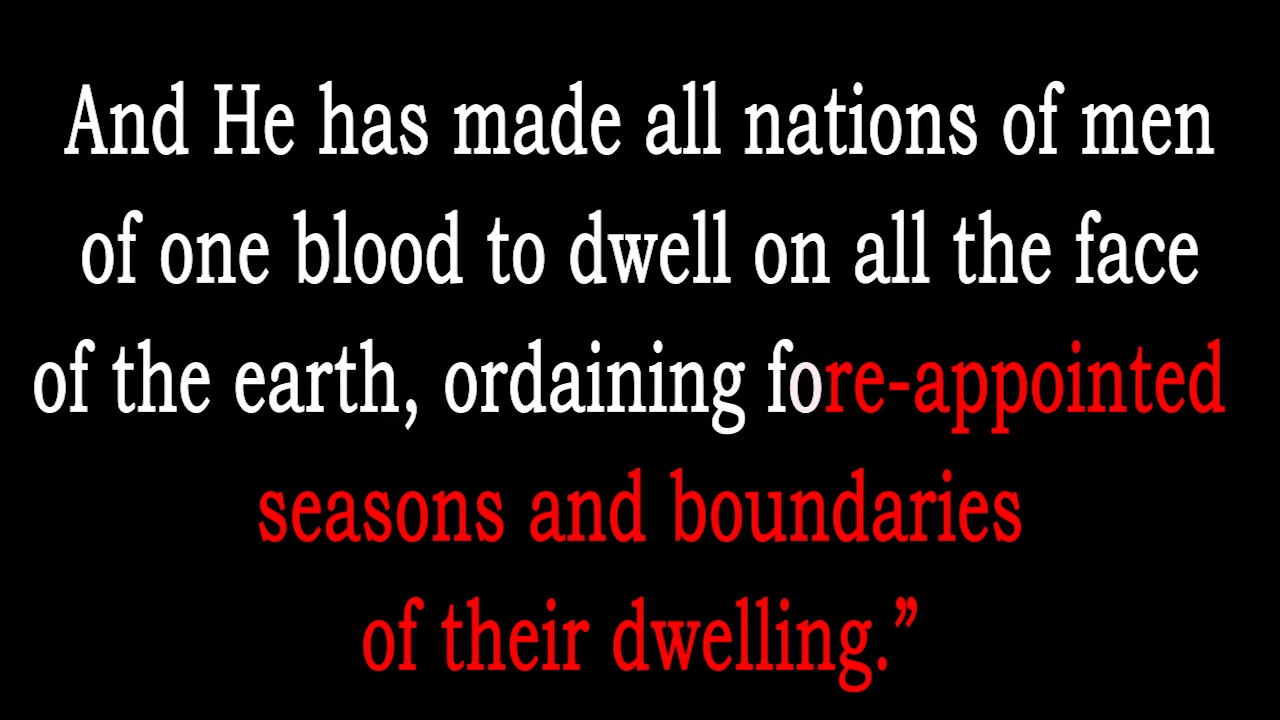 And He has made all nations of men
of one blood to dwell on all the face
of the earth, ordaining fore-appointed
seasons and boundaries
of their dwelling.”